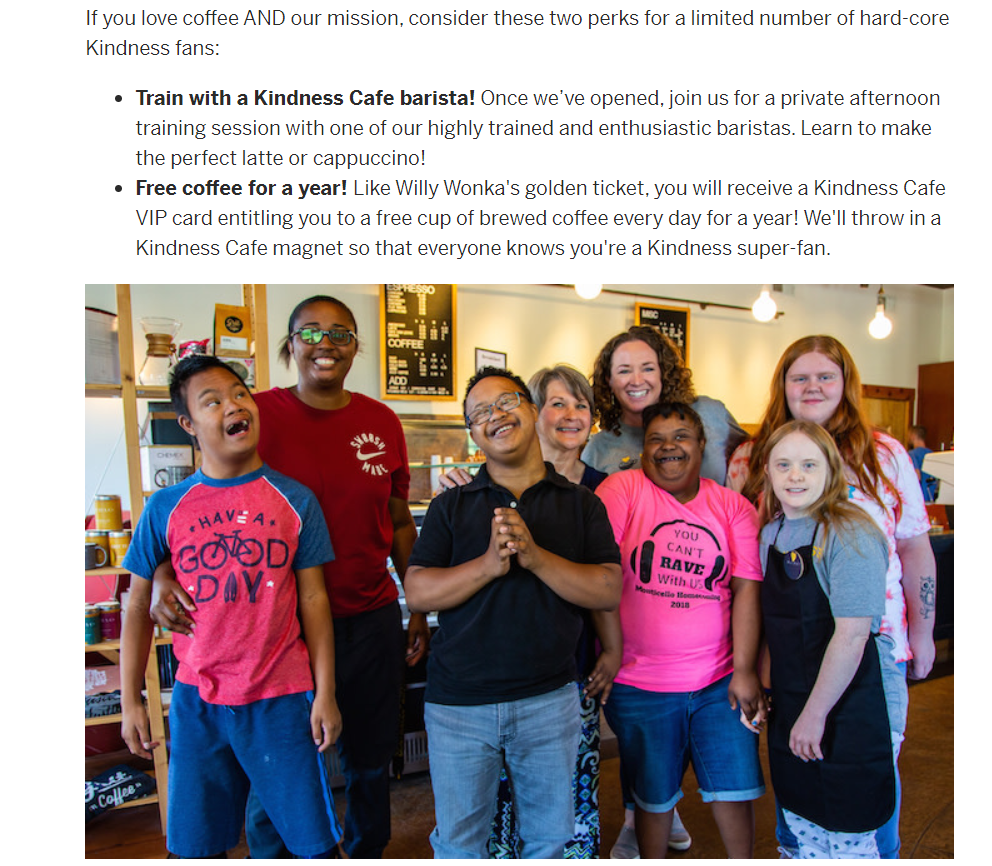 If you love coffee AND our mission, consider these two perks for a limited number of hard-core
Kindness fans:
Train with a Kindness Cafe barista! Once we've opened, join us for a private afternoon
training session with one of our highly trained and enthusiastic baristas. Learn to make
the perfect latte or cappuccino!
Free coffee for a year! Like Willy Wonka's golden ticket, you will receive a Kindness Cafe
VIP card entitling you to a free cup of brewed coffee every day for a year! We'll throw in a
Kindness Cafe magnet so that everyone knows you're a Kindness super-fan.
ESPRESSO
COFFEE
ADD
MISC
SWOOSH
MADE
CHEMEX
HAVE A
GOOD
DAY
YOU
CAN'T
RAVE
With US
Monticello Homecoming
2018
Coffee